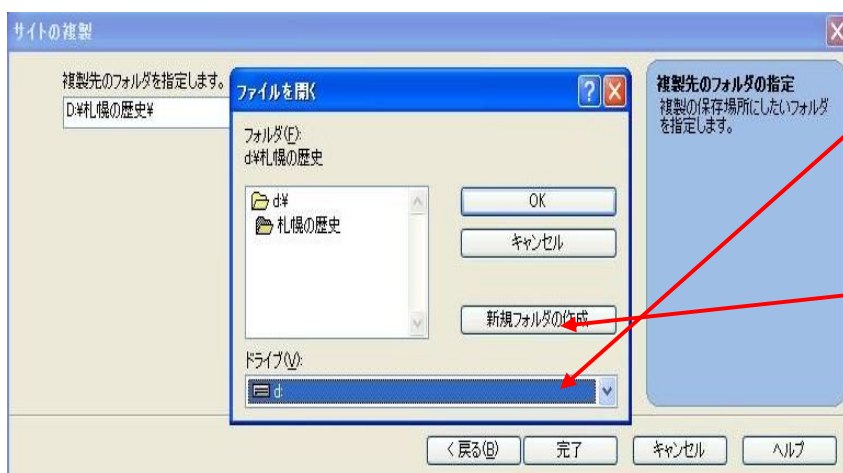 サイトの複製
複製先のフォルダを指定します。
D:¥札幌の歴史¥
ファイルを開く
フォルダ(F):
d:¥札幌の歴史
d:¥
札幌の歴史
OK
キャンセル
新規フォルダの作成
ドライブ(V):
d:
複製先のフォルダの指定
複製の保存場所にしたいフォルダ
を指定します。
< 戻る(B)
完了
キャンセル
ヘルプ